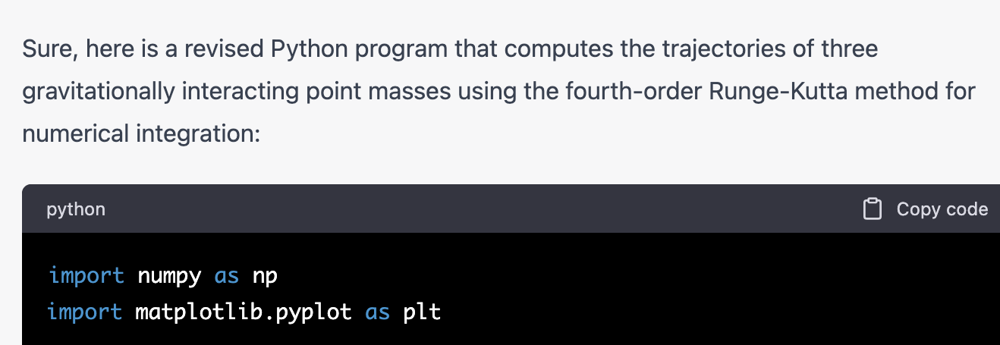 Sure, here is a revised Python program that computes the trajectories of three
gravitationally interacting point masses using the fourth-order Runge-Kutta method for
numerical integration:
python Copy code
import numpy as np
import matplotlib.pyplot as plt